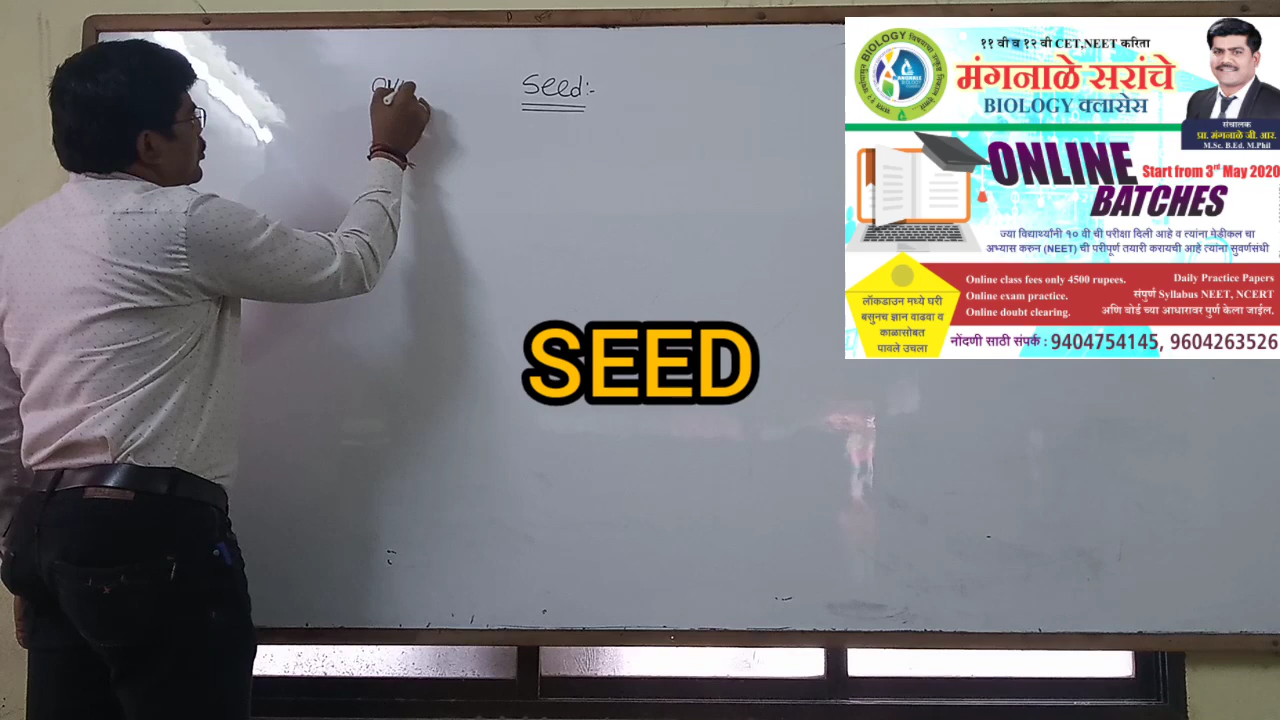 Seed:-
SEED
११ वी व १२ वी CET,NEET करिता
मंगनाळे सरांचे
BIOLOGY क्लासेस
संचालक
प्रा. मंगनाळे जी. आर.
M.Sc. B.Ed. M.Phil
ONLINE
Start from 3rd May 2020
BATCHES
ज्या विद्यार्थ्यांनी १० वी ची परीक्षा दिली आहे व त्यांना मेडीकल चा
अभ्यास करुन (NEET) ची परीपूर्ण तयारी करायची आहे त्यांना सुवर्णसंधी
लॉकडाउन मध्ये घरी
बसुनच ज्ञान वाढवा व
काळासोबत
पावले उचला
Online class fees only 4500 rupees.
Online exam practice.
Online doubt clearing.
Daily Practice Papers
संपुर्ण Syllabus NEET, NCERT
आणि बोर्ड च्या आधारावर पुर्ण केला जाईल.
नोंदणी साठी संपर्क : 9404754145, 9604263526